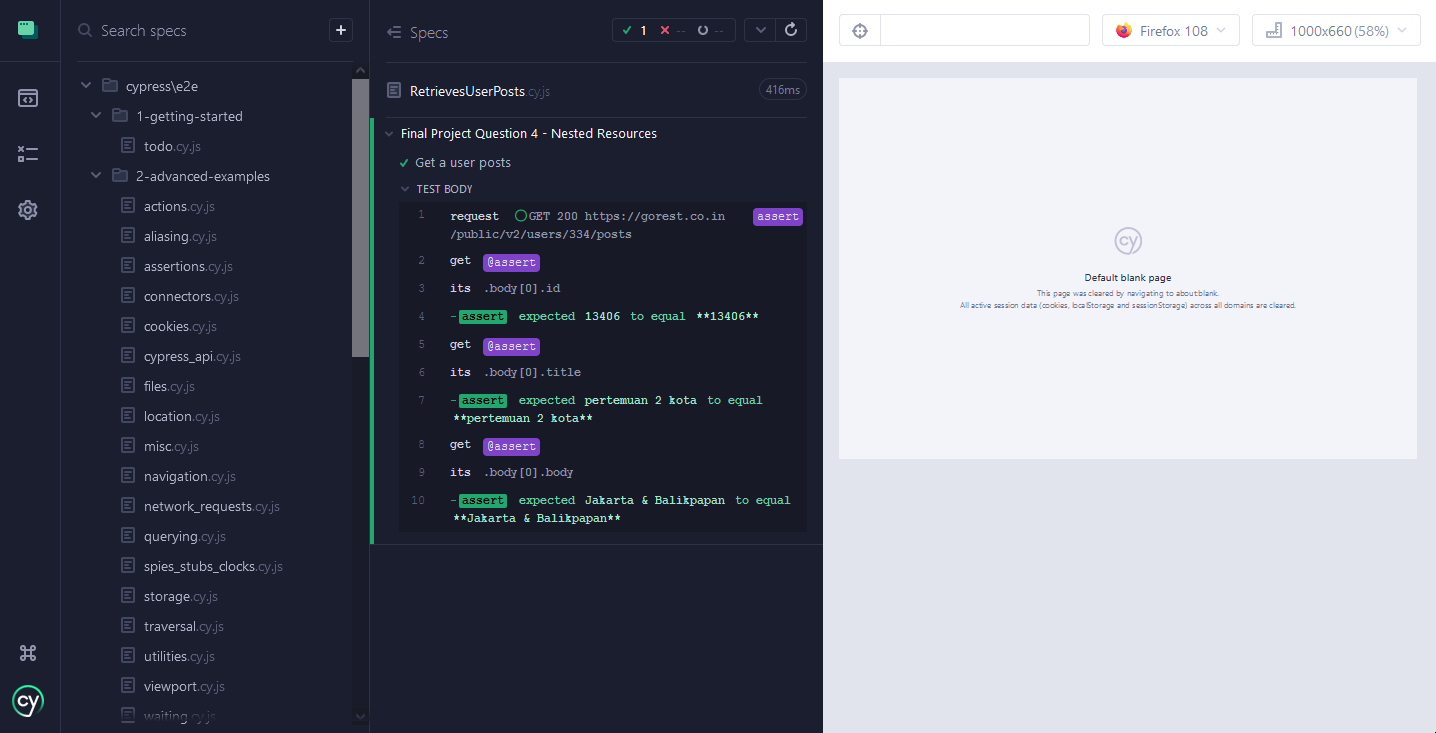 Search specs
+
cypress\e2e
1-getting-started
todo.cy.js
2-advanced-examples
actions.cy.js
aliasing.cy.js
assertions.cy.js
connectors.cy.js
cookies.cy.js
cypress_api.cy.js
files.cy.js
location.cy.js
misc.cy.js
navigation.cy.js
network_requests.cy.js
querying.cy.js
spies_stubs_clocks.cy.js
storage.cy.js
traversal.cy.js
utilities.cy.js
viewport.cy.js
waiting.cy.js
cy
Specs
1 -- --
RetrievesUserPosts.cy.js 416ms
Final Project Question 4 - Nested Resources
Get a user posts
TEST BODY
1 request GET 200 https://gorest.co.in assert
/public/v2/users/334/posts
2 get @assert
3 its .body[0].id
4 -assert expected 13406 to equal **13406**
5 get @assert
6 its .body[0].title
7 -assert expected pertemuan 2 kota to equal
**pertemuan 2 kota**
8 get @assert
9 its .body[0].body
10 -assert expected Jakarta & Balikpapan to equal
**Jakarta & Balikpapan**
Firefox 108
1000x660 (58%)
cy
Default blank page
This page was cleared by navigating to about:blank.
All active session data (cookies, localStorage and sessionStorage) across all domains are cleared.